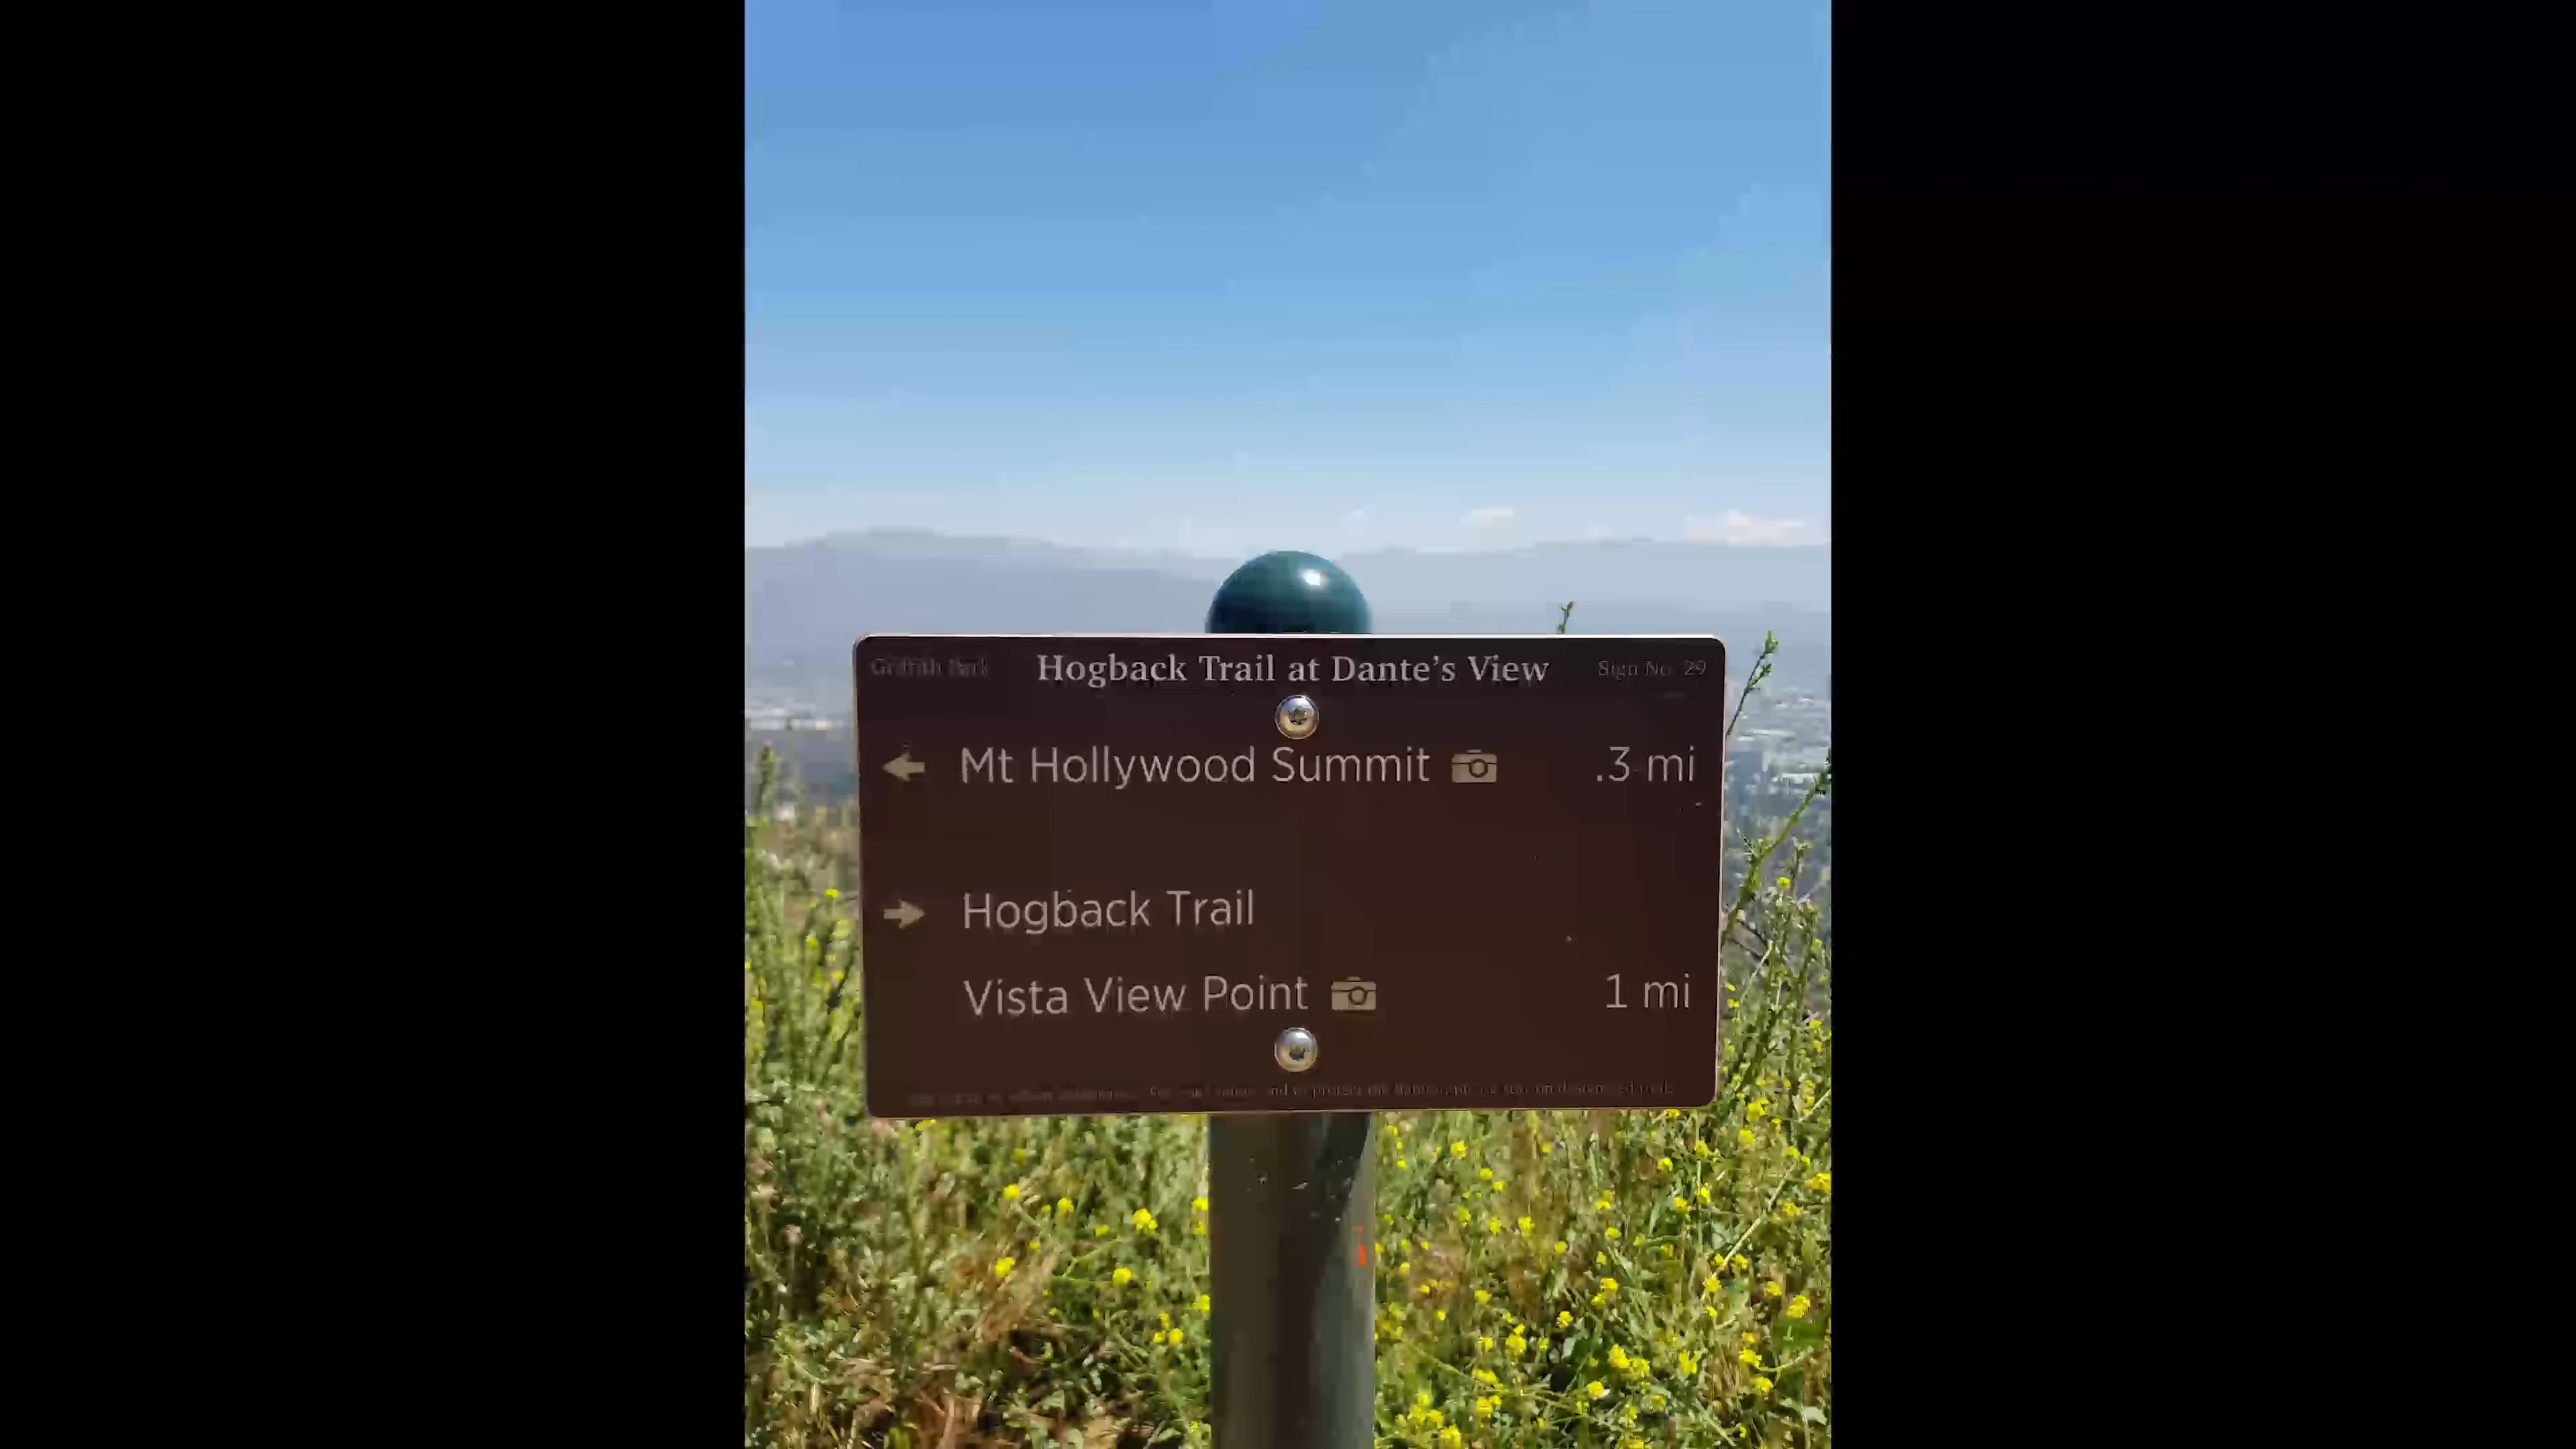 Griffith Park
Hogback Trail at Dante's View
Sign No. 29
Mt Hollywood Summit
.3 mi
Hogback Trail
Vista View Point
1 mi